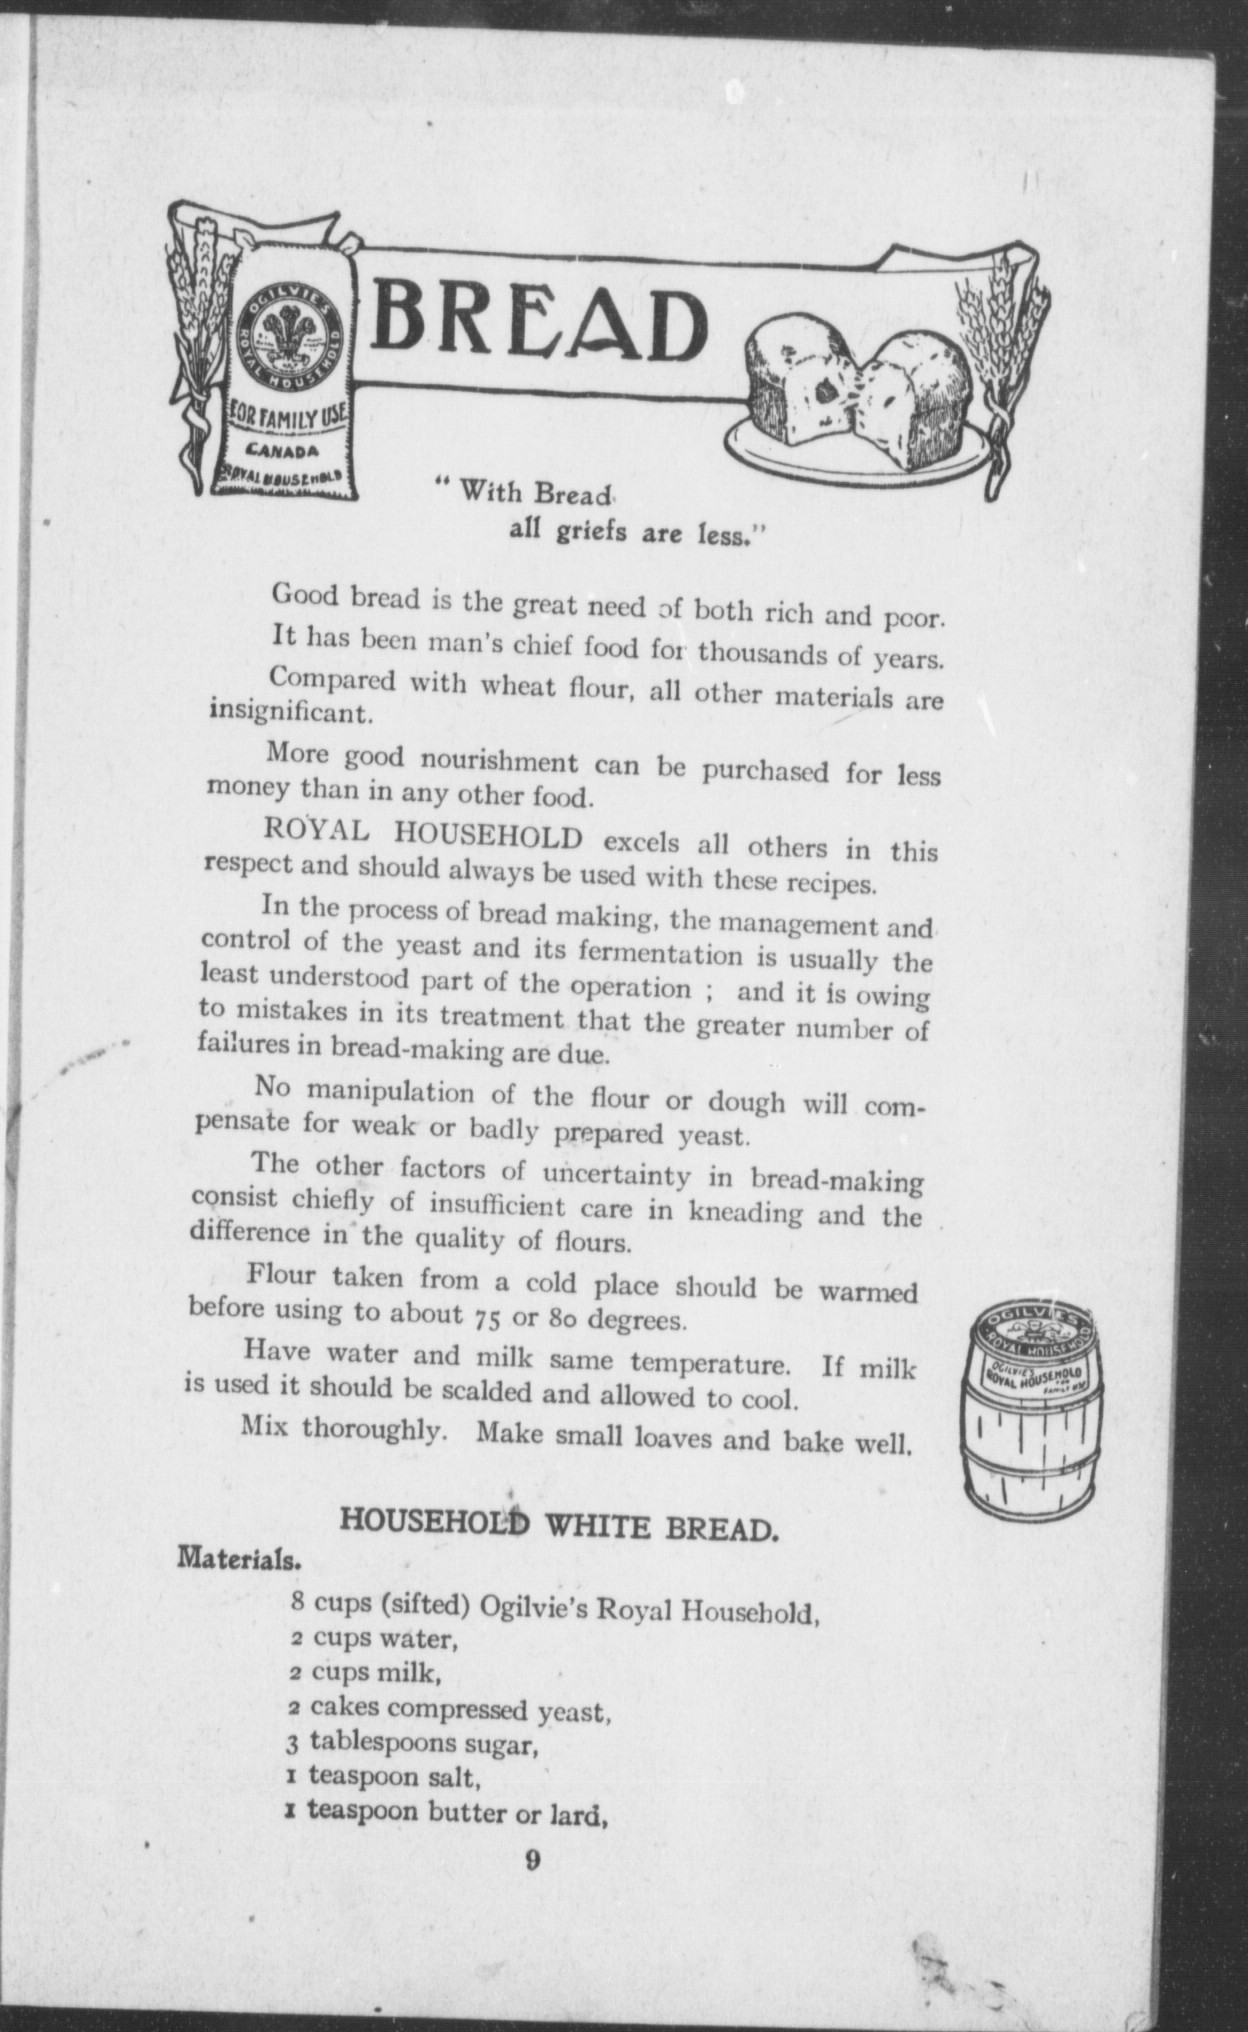 BREAD
OGILVIE'S
ROYAL HOUSEHOLD
FOR FAMILY USE
CANADA
ROYAL HOUSEHOLD
" With Bread
all griefs are less."
Good bread is the great need of both rich and poor.
It has been man's chief food for thousands of years.
Compared with wheat flour, all other materials are
insignificant.
More good nourishment can be purchased for less
money than in any other food.
ROYAL HOUSEHOLD excels all others in this
respect and should always be used with these recipes.
In the process of bread making, the management and
control of the yeast and its fermentation is usually the
least understood part of the operation ; and it is owing
to mistakes in its treatment that the greater number of
failures in bread-making are due.
No manipulation of the flour or dough will com-
pensate for weak or badly prepared yeast.
The other factors of uncertainty in bread-making
consist chiefly of insufficient care in kneading and the
difference in the quality of flours.
Flour taken from a cold place should be warmed
before using to about 75 or 80 degrees.
Have water and milk same temperature. If milk
is used it should be scalded and allowed to cool.
Mix thoroughly. Make small loaves and bake well.
OGILVIE'S
ROYAL HOUSEHOLD
OGILVIE'S
ROYAL HOUSEHOLD
FOR
FAMILY USE
HOUSEHOLD WHITE BREAD.
Materials.
8 cups (sifted) Ogilvie's Royal Household,
2 cups water,
2 cups milk,
2 cakes compressed yeast,
3 tablespoons sugar,
1 teaspoon salt,
1 teaspoon butter or lard,
9